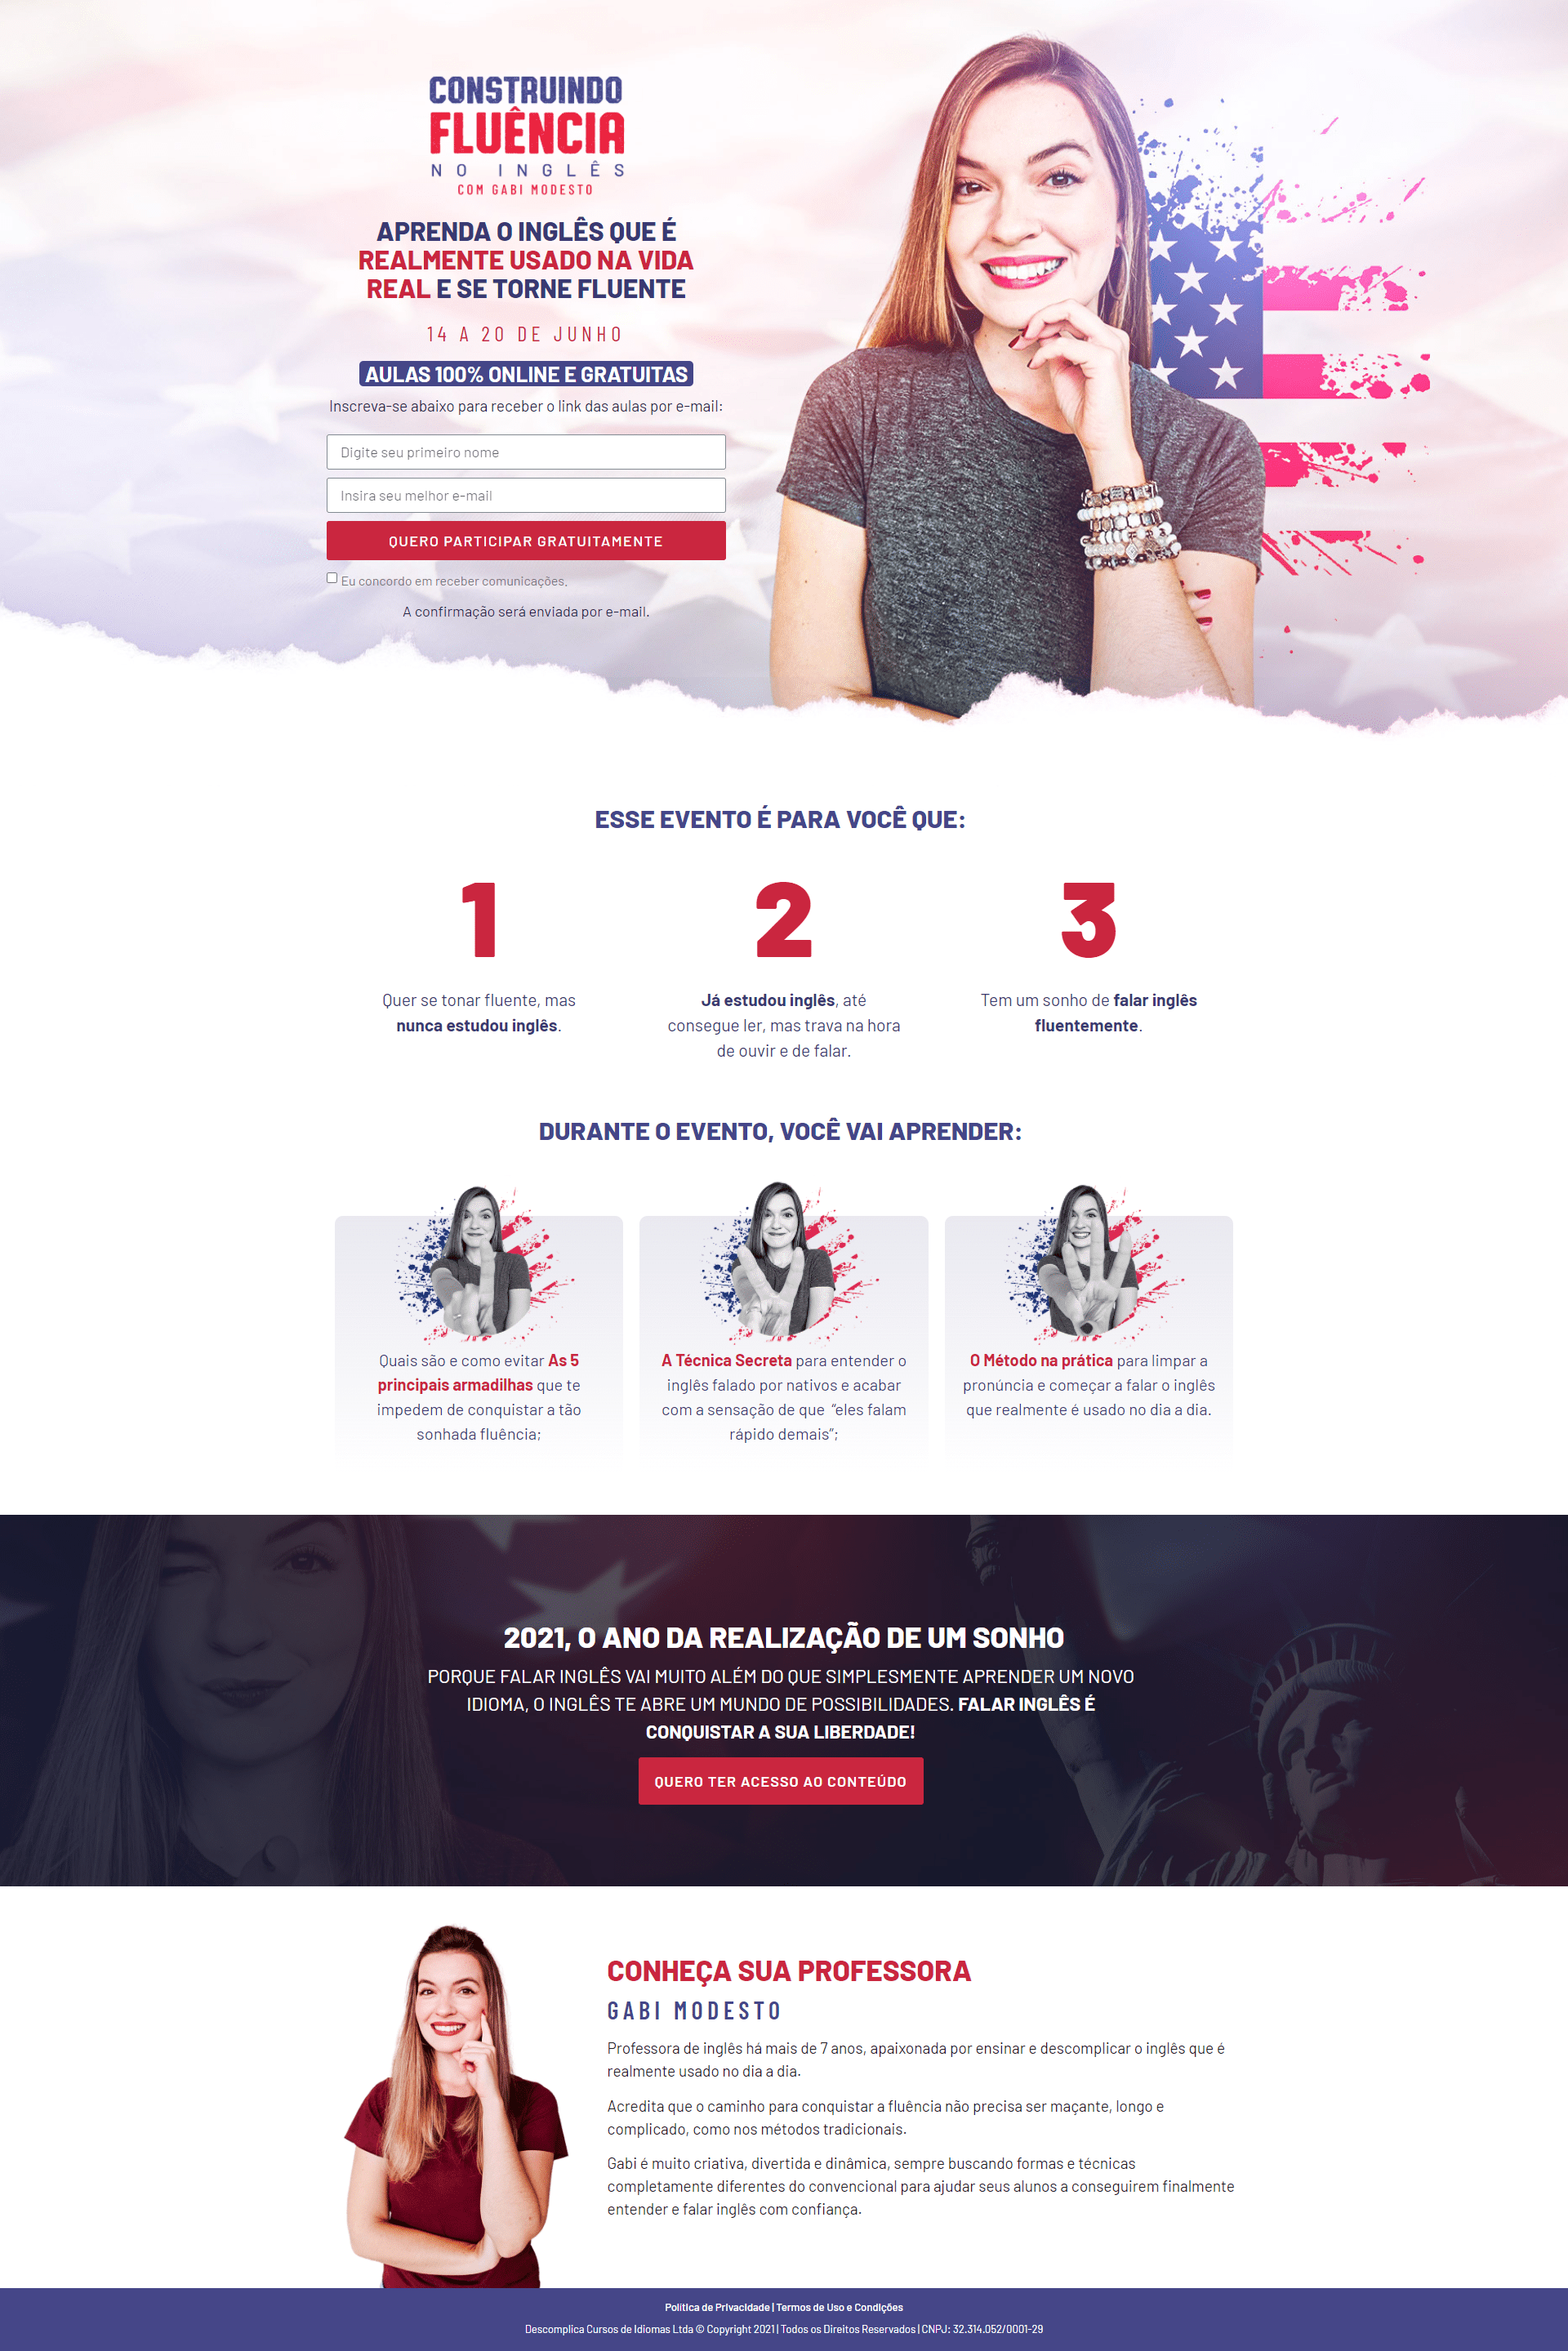 CONSTRUINDO
FLUÊNCIA
NO INGLÊS
COM GABI MODESTO
APRENDA O INGLÊS QUE É
REALMENTE USADO NA VIDA
REAL E SE TORNE FLUENTE
14 A 20 DE JUNHO
AULAS 100% ONLINE E GRATUITAS
Inscreva-se abaixo para receber o link das aulas por e-mail:
Digite seu primeiro nome
Insira seu melhor e-mail
QUERO PARTICIPAR GRATUITAMENTE
Eu concordo em receber comunicações.
A confirmação será enviada por e-mail.
ESSE EVENTO É PARA VOCÊ QUE:
1
Quer se tonar fluente, mas
nunca estudou inglês.
2
Já estudou inglês, até
consegue ler, mas trava na hora
de ouvir e de falar.
3
Tem um sonho de falar inglês
fluentemente.
DURANTE O EVENTO, VOCÊ VAI APRENDER:
Quais são e como evitar As 5
principais armadilhas que te
impedem de conquistar a tão
sonhada fluência;
A Técnica Secreta para entender o
inglês falado por nativos e acabar
com a sensação de que “eles falam
rápido demais”;
O Método na prática para limpar a
pronúncia e começar a falar o inglês
que realmente é usado no dia a dia.
2021, O ANO DA REALIZAÇÃO DE UM SONHO
PORQUE FALAR INGLÊS VAI MUITO ALÉM DO QUE SIMPLESMENTE APRENDER UM NOVO
IDIOMA, O INGLÊS TE ABRE UM MUNDO DE POSSIBILIDADES. FALAR INGLÊS É
CONQUISTAR A SUA LIBERDADE!
QUERO TER ACESSO AO CONTEÚDO
CONHEÇA SUA PROFESSORA
GABI MODESTO
Professora de inglês há mais de 7 anos, apaixonada por ensinar e descomplicar o inglês que é
realmente usado no dia a dia.
Acredita que o caminho para conquistar a fluência não precisa ser maçante, longo e
complicado, como nos métodos tradicionais.
Gabi é muito criativa, divertida e dinâmica, sempre buscando formas e técnicas
completamente diferentes do convencional para ajudar seus alunos a conseguirem finalmente
entender e falar inglês com confiança.
Política de Privacidade | Termos de Uso e Condições
Descomplica Cursos de Idiomas Ltda © Copyright 2021 | Todos os Direitos Reservados | CNPJ: 32.314.052/0001-29